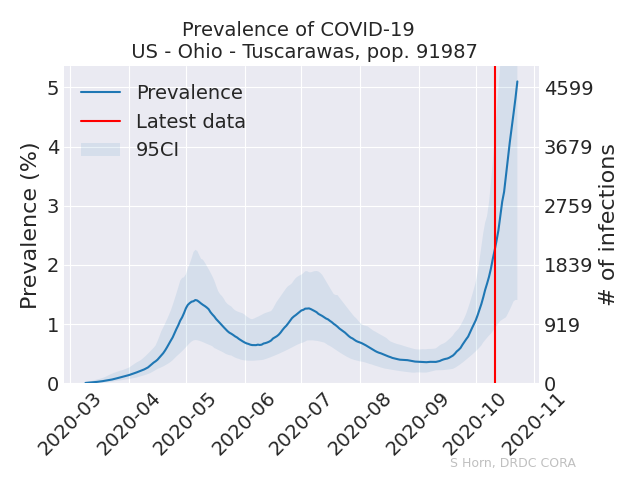 Prevalence of COVID-19
US - Ohio - Tuscarawas, pop. 91987
Prevalence
Latest data
95CI
Prevalence (%)
5
4
3
2
1
0
4599
3679
2759
1839
919
0
# of infections
2020-03
2020-04
2020-05
2020-06
2020-07
2020-08
2020-09
2020-10
2020-11
S Horn, DRDC CORA